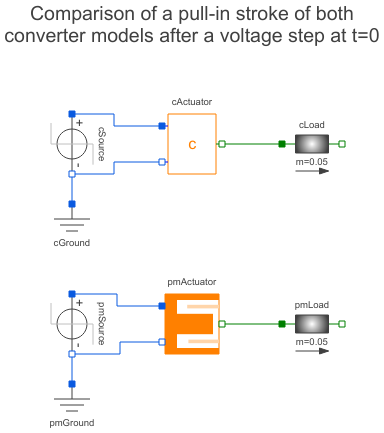 Comparison of a pull-in stroke of both
converter models after a voltage step at t=0
cActuator
+
cSource
-
C
cLoad
m=0.05
cGround
pmActuator
+
pmSource
-
pmLoad
m=0.05
pmGround